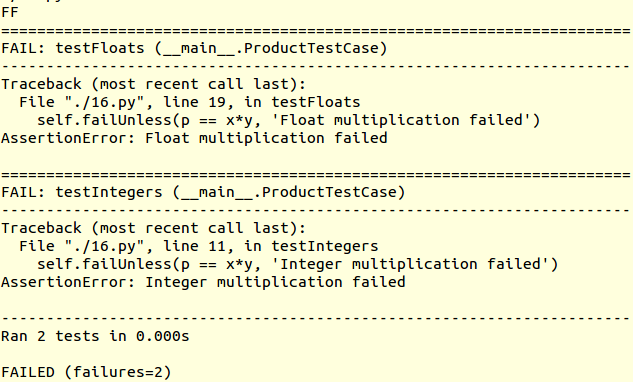 FF
======================================================================
FAIL: testFloats (__main__.ProductTestCase)
----------------------------------------------------------------------
Traceback (most recent call last):
  File "./16.py", line 19, in testFloats
    self.failUnless(p == x*y, 'Float multiplication failed')
AssertionError: Float multiplication failed

======================================================================
FAIL: testIntegers (__main__.ProductTestCase)
----------------------------------------------------------------------
Traceback (most recent call last):
  File "./16.py", line 11, in testIntegers
    self.failUnless(p == x*y, 'Integer multiplication failed')
AssertionError: Integer multiplication failed

----------------------------------------------------------------------
Ran 2 tests in 0.000s

FAILED (failures=2)